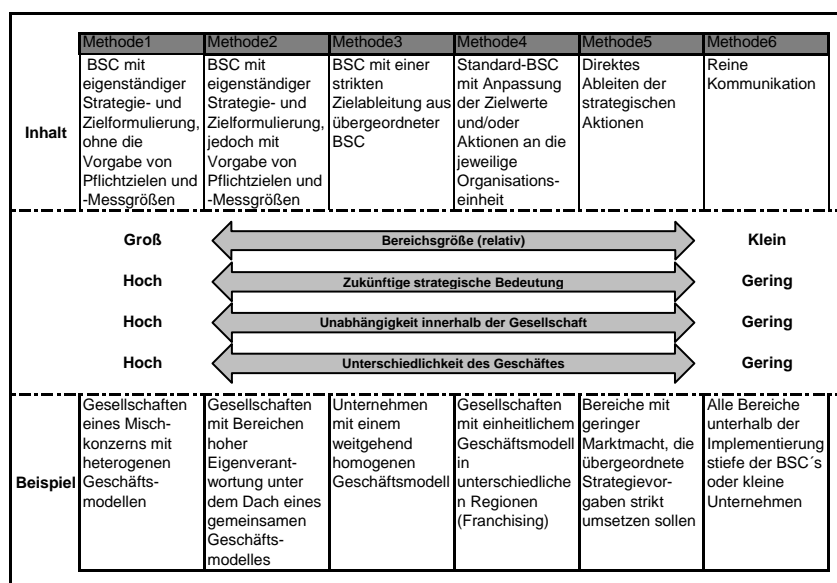 Methode1 Methode2 Methode3 Methode4 Methode5 Methode6
Inhalt
BSC mit
eigenständiger
Strategie- und
Zielformulierung,
ohne die
Vorgabe von
Pflichtzielen und
-Messgrößen
BSC mit
eigenständiger
Strategie- und
Zielformulierung,
jedoch mit
Vorgabe von
Pflichtzielen und
-Messgrößen
BSC mit einer
strikten
Zielableitung aus
übergeordneter
BSC
Standard-BSC
mit Anpassung
der Zielwerte
und/oder
Aktionen an die
jeweilige
Organisations-
einheit
Direktes
Ableiten der
strategischen
Aktionen
Reine
Kommunikation
Groß Bereichsgröße (relativ) Klein
Hoch Zukünftige strategische Bedeutung Gering
Hoch Unabhängigkeit innerhalb der Gesellschaft Gering
Hoch Unterschiedlichkeit des Geschäftes Gering
Beispiel
Gesellschaften
eines Misch-
konzerns mit
heterogenen
Geschäfts-
modellen
Gesellschaften
mit Bereichen
hoher
Eigenverant-
wortung unter
dem Dach eines
gemeinsamen
Geschäfts-
modelles
Unternehmen
mit einem
weitgehend
homogenen
Geschäftsmodell
Gesellschaften
mit einheitlichem
Geschäftsmodell
in
unterschiedliche
n Regionen
(Franchising)
Bereiche mit
geringer
Marktmacht, die
übergeordnete
Strategievor-
gaben strikt
umsetzen sollen
Alle Bereiche
unterhalb der
Implementierung
stiefe der BSC´s
oder kleine
Unternehmen